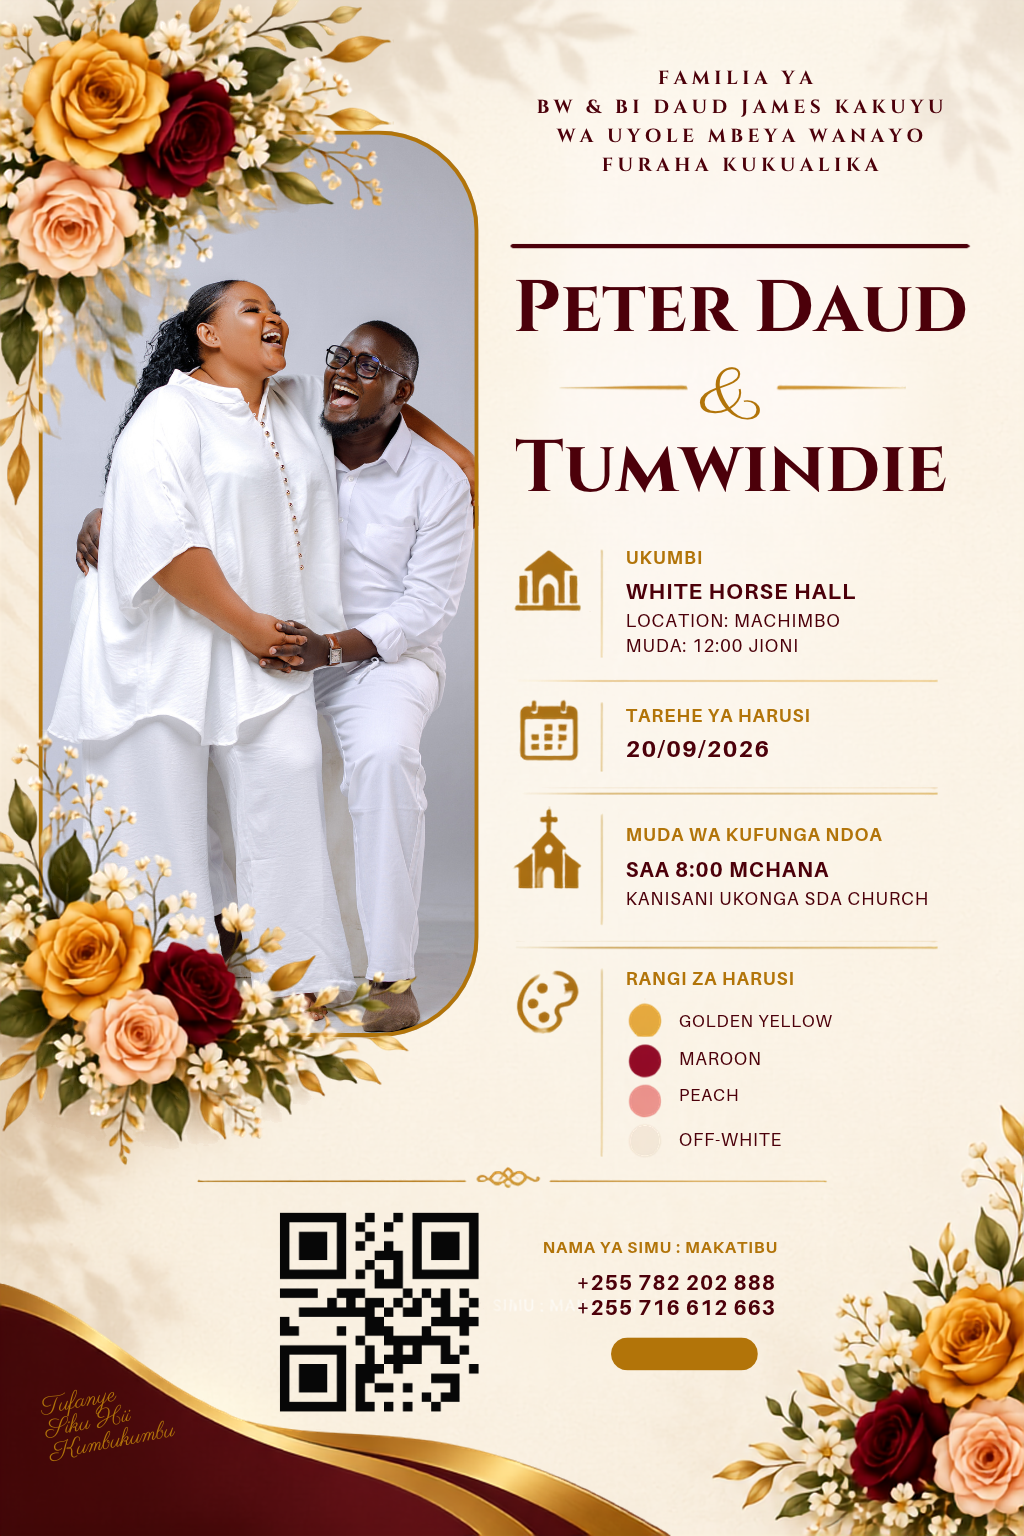 FAMILIA YA
BW & BI DAUD JAMES KAKUYU
WA UYOLE MBEYA WANAYO
FURAHA KUKUALIKA
PETER DAUD
&
TUMWINDIE
UKUMBI
WHITE HORSE HALL
LOCATION: MACHIMBO
MUDA: 12:00 JIONI
TAREHE YA HARUSI
20/09/2026
MUDA WA KUFUNGA NDOA
SAA 8:00 MCHANA
KANISANI UKONGA SDA CHURCH
RANGI ZA HARUSI
GOLDEN YELLOW
MAROON
PEACH
OFF-WHITE
NAMA YA SIMU : MAKATIBU
+255 782 202 888
SIMU : MA
+255 716 612 663
Tufanye
Siku Hii
Kumbukumbu